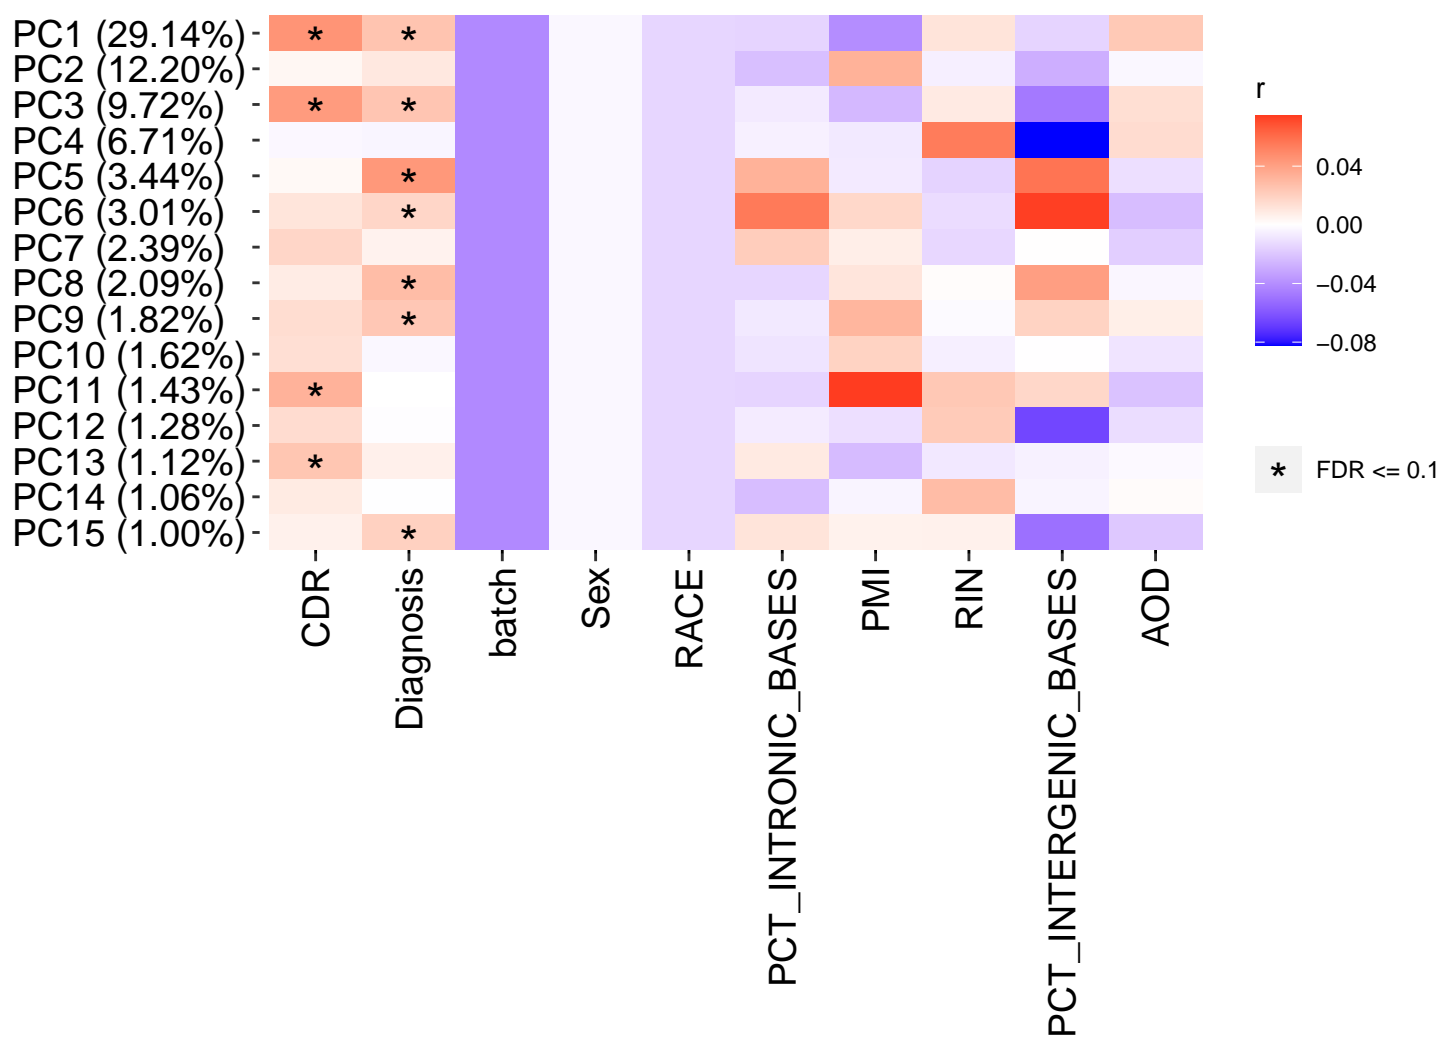 PC1 (29.14%)
PC2 (12.20%)
PC3 (9.72%)
PC4 (6.71%)
PC5 (3.44%)
PC6 (3.01%)
PC7 (2.39%)
PC8 (2.09%)
PC9 (1.82%)
PC10 (1.62%)
PC11 (1.43%)
PC12 (1.28%)
PC13 (1.12%)
PC14 (1.06%)
PC15 (1.00%)
* *
* *
*
*
*
*
*
*
*
CDR
Diagnosis
batch
Sex
RACE
PCT_INTRONIC_BASES
PMI
RIN
PCT_INTERGENIC_BASES
AOD
r
0.04
0.00
−0.04
−0.08
* FDR <= 0.1